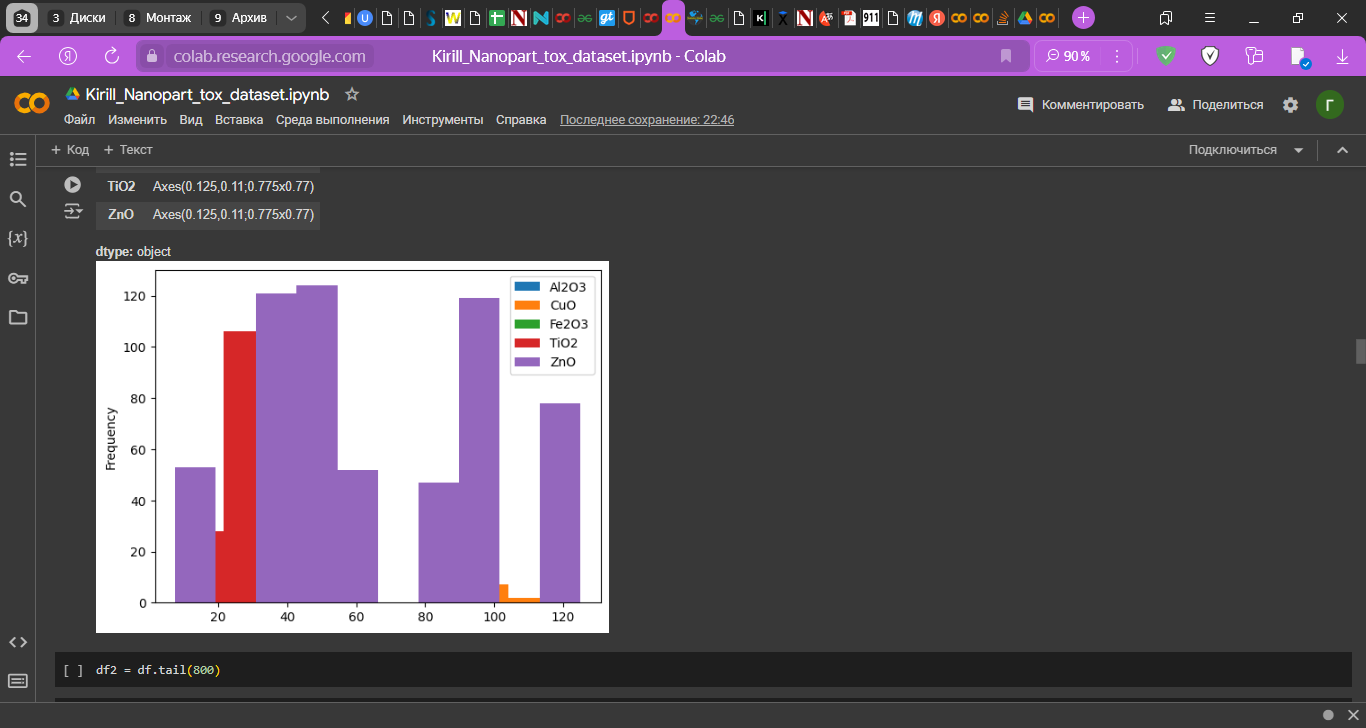 34 3 Диски 8 Монтаж 9 Архив
colab.research.google.com Kirill_Nanopart_tox_dataset.ipynb - Colab 90%
Kirill_Nanopart_tox_dataset.ipynb
Файл Изменить Вид Вставка Среда выполнения Инструменты Справка Последнее сохранение: 22:46
Комментировать Поделиться Г
+ Код + Текст Подключиться
TiO2 Axes(0.125,0.11;0.775x0.77)
ZnO Axes(0.125,0.11;0.775x0.77)
dtype: object
Frequency
120
100
80
60
40
20
0
20 40 60 80 100 120
Al2O3
CuO
Fe2O3
TiO2
ZnO
[ ] df2 = df.tail(800)